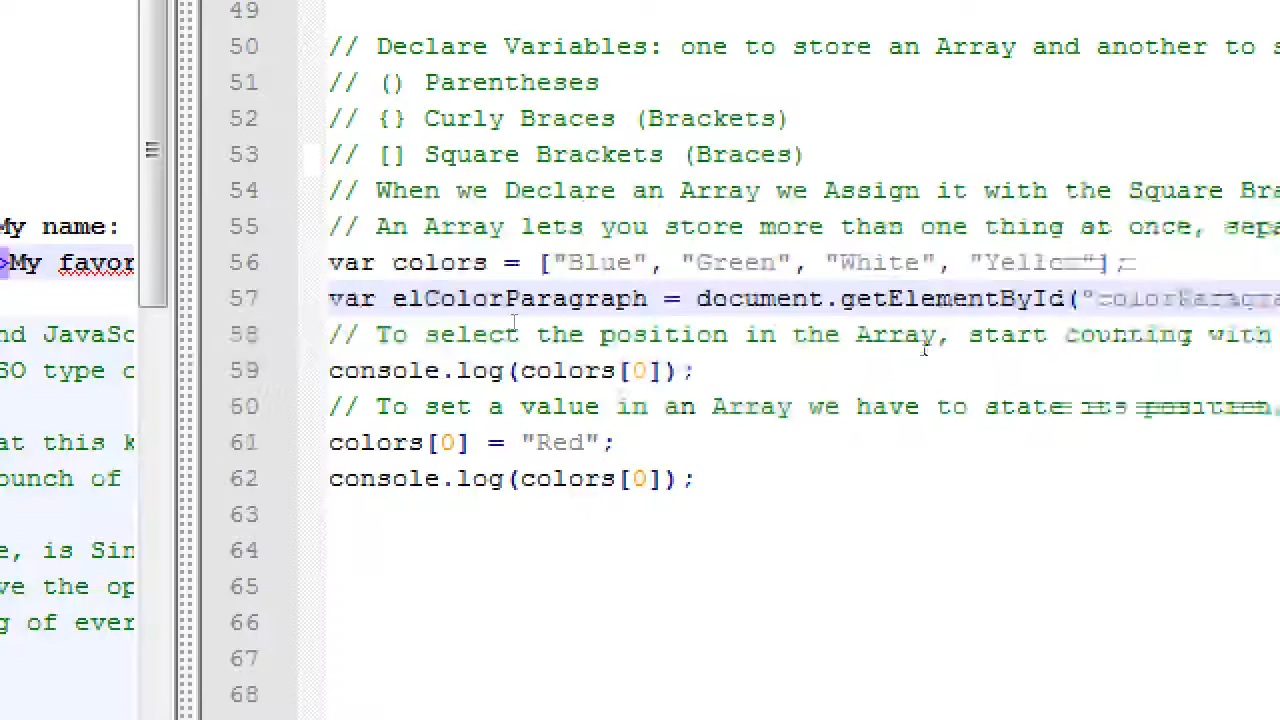 My name:
>My favor
nd JavaSc
SO type c
at this k
ounch of
e, is Sin
ve the op
g of ever
49
50 // Declare Variables: one to store an Array and another to s
51 // () Parentheses
52 // {} Curly Braces (Brackets)
53 // [] Square Brackets (Braces)
54 // When we Declare an Array we Assign it with the Square Bra
55 // An Array lets you store more than one thing at once, sepa
56 var colors = ["Blue", "Green", "White", "Yellow"];
57 var elColorParagraph = document.getElementById("colorParagra
58 // To select the position in the Array, start counting with
59 console.log(colors[0]);
60 // To set a value in an Array we have to state its position,
61 colors[0] = "Red";
62 console.log(colors[0]);
63
64
65
66
67
68